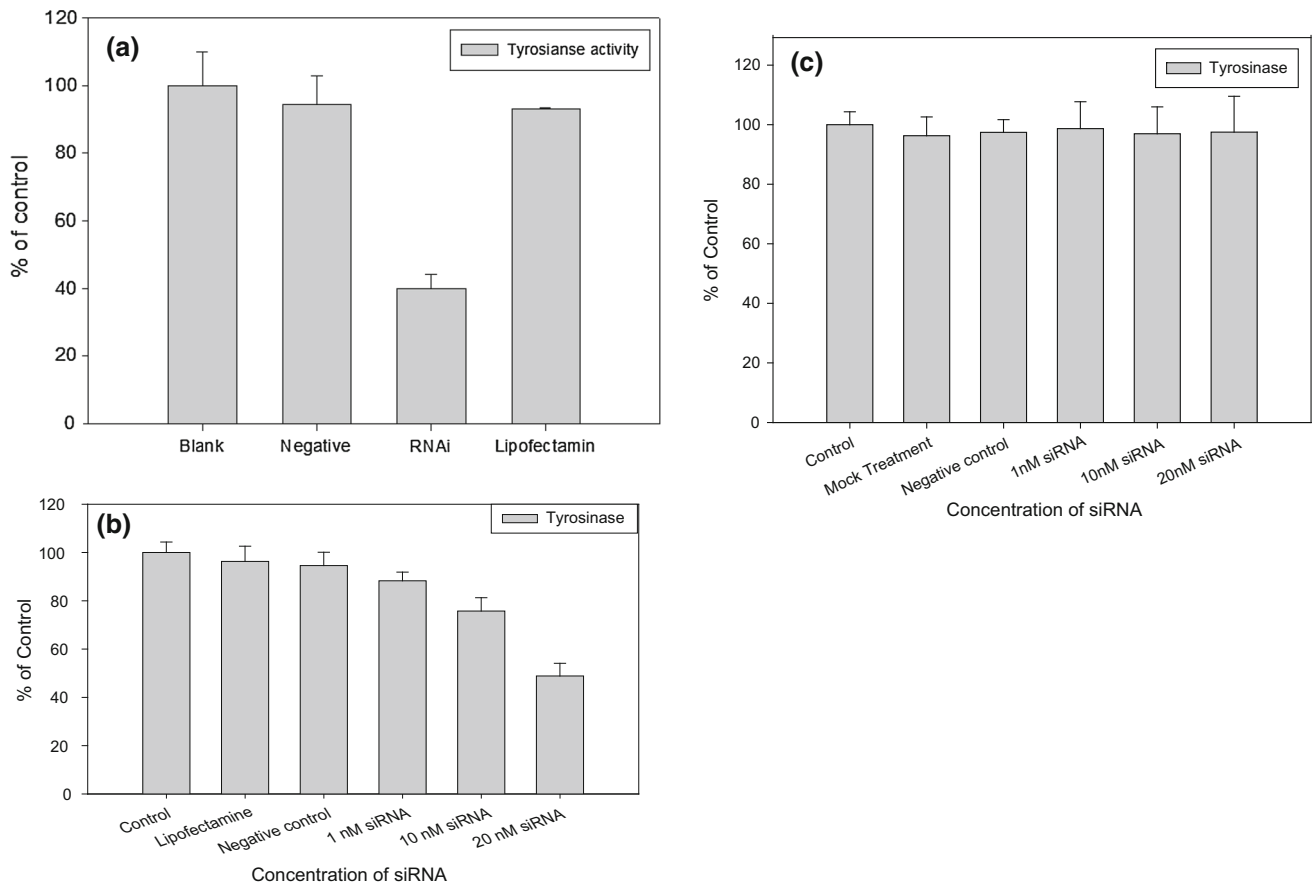 (a)
Tyrosianse activity
120
100
80
60
40
20
0
% of control
Blank Negative RNAi Lipofectamin
(b)
Tyrosinase
120
100
80
60
40
20
0
% of Control
Control Lipofectamine Negative control 1 nM siRNA 10 nM siRNA 20 nM siRNA
Concentration of siRNA
(c)
Tyrosinase
120
100
80
60
40
20
0
% of Control
Control Mock Treatment Negative control 1nM siRNA 10nM siRNA 20nM siRNA
Concentration of siRNA